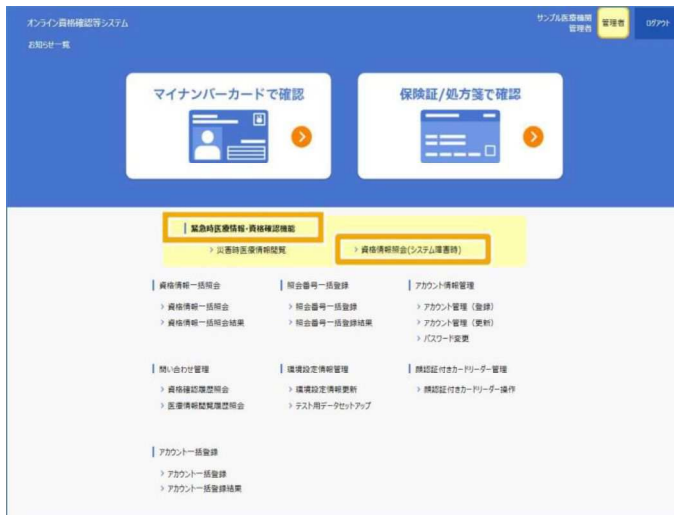 オンライン資格確認等システム
サンプル医療機関
管理者
管理者
ログアウト
お知らせ一覧
マイナンバーカードで確認
保険証/処方箋で確認
緊急時医療情報・資格確認機能
> 災害時医療情報閲覧
> 資格情報照会(システム障害時)
資格情報一括照会
> 資格情報一括照会
> 資格情報一括照会結果
照会番号一括登録
> 照会番号一括登録
> 照会番号一括登録結果
アカウント情報管理
> アカウント管理（登録）
> アカウント管理（更新）
> パスワード変更
問い合わせ管理
> 資格確認履歴照会
> 医療情報閲覧履歴照会
環境設定情報管理
> 環境設定情報更新
> テスト用データセットアップ
顔認証付きカードリーダー管理
> 顔認証付きカードリーダー操作
アカウント一括登録
> アカウント一括登録
> アカウント一括登録結果